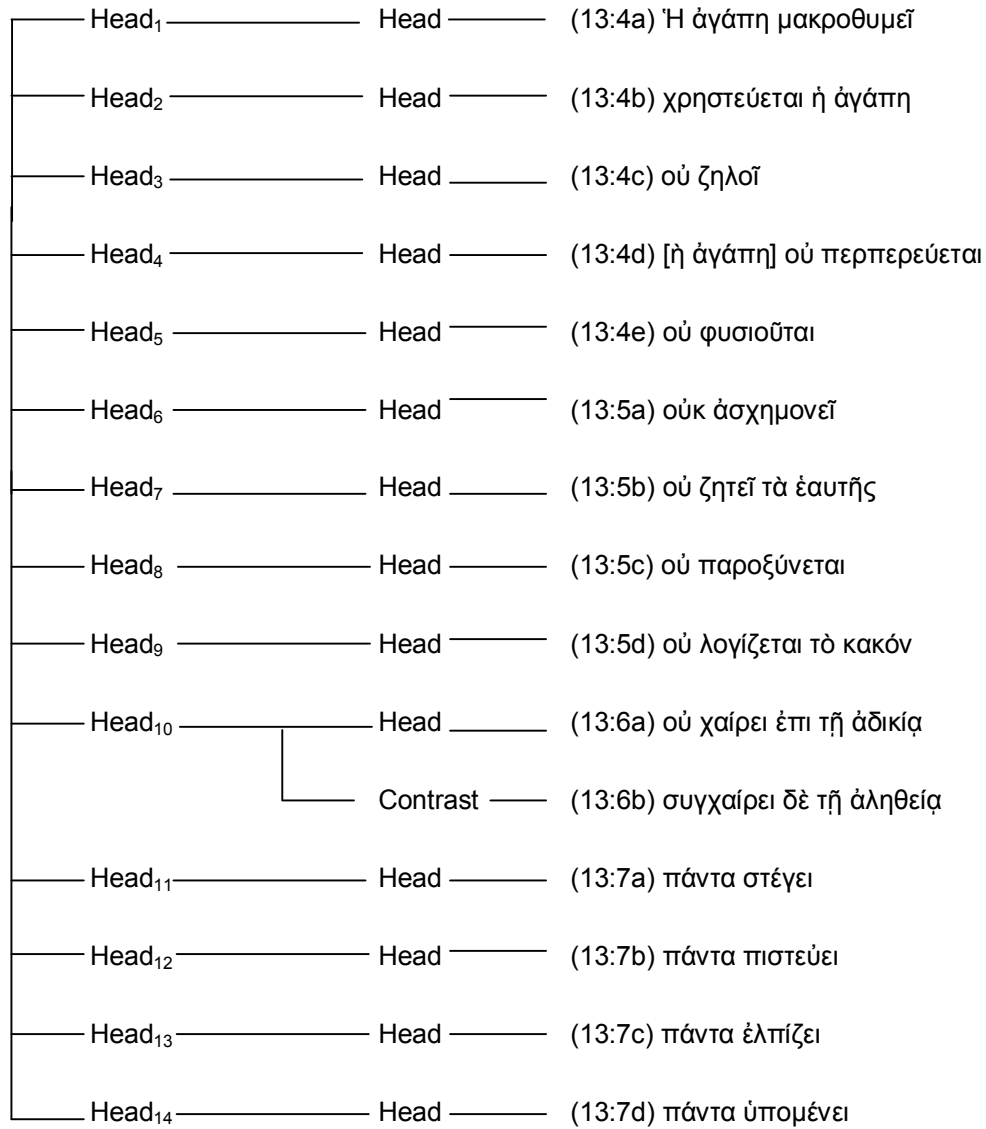 Head₁ Head (13:4a) Ἡ ἀγάπη μακροθυμεῖ
Head₂ Head (13:4b) χρηστεύεται ἡ ἀγάπη
Head₃ Head (13:4c) οὐ ζηλοῖ
Head₄ Head (13:4d) [ὴ ἀγάπη] οὐ περπερεύεται
Head₅ Head (13:4e) οὐ φυσιοῦται
Head₆ Head (13:5a) οὐκ ἀσχημονεῖ
Head₇ Head (13:5b) οὐ ζητεῖ τὰ ἑαυτῆς
Head₈ Head (13:5c) οὐ παροξύνεται
Head₉ Head (13:5d) οὐ λογίζεται τὸ κακόν
Head₁₀ Head (13:6a) οὐ χαίρει ἐπι τῇ ἀδικίᾳ
Contrast (13:6b) συγχαίρει δὲ τῇ ἀληθείᾳ
Head₁₁ Head (13:7a) πάντα στέγει
Head₁₂ Head (13:7b) πάντα πιστεὐει
Head₁₃ Head (13:7c) πάντα ἐλπίζει
Head₁₄ Head (13:7d) πάντα ὑπομένει